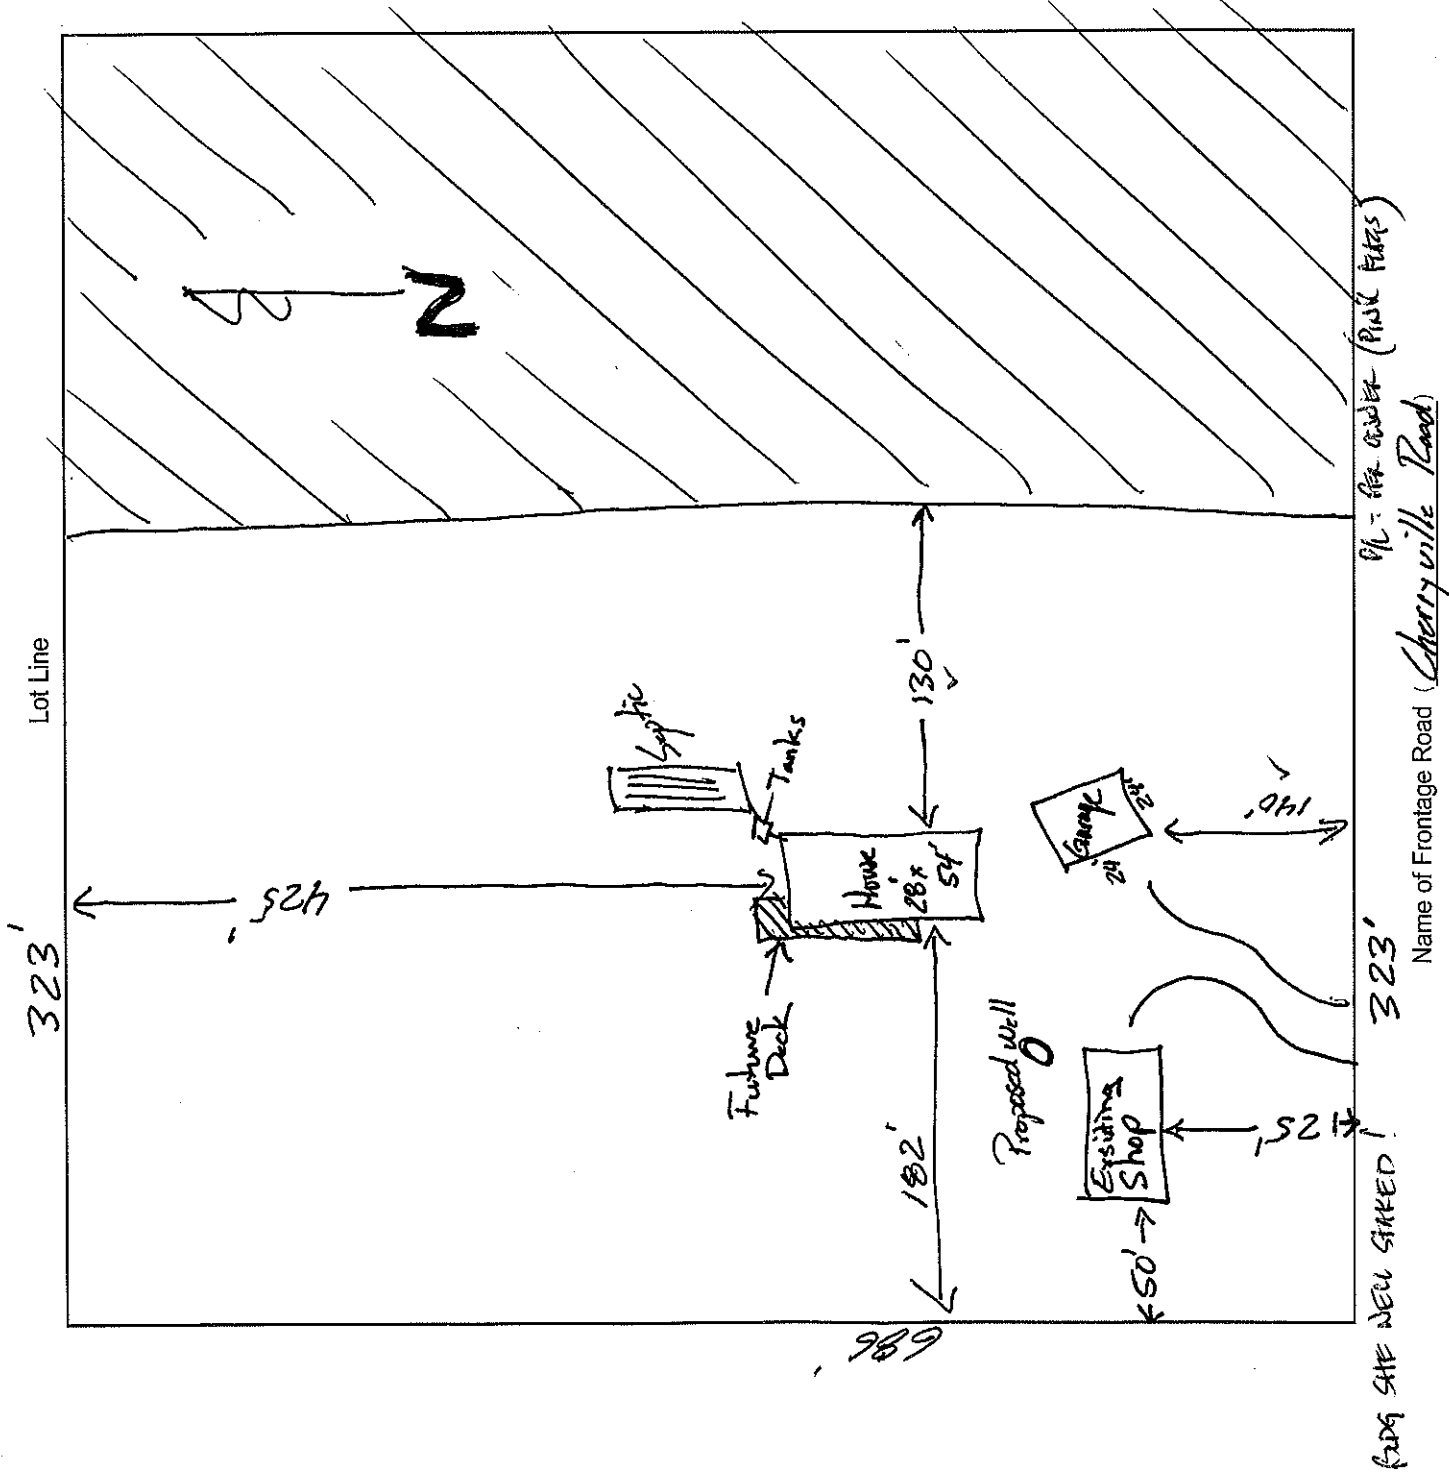 Lot Line
323'
N
425'
Septic
Tanks
130'
House
28' x
54'
Future
Deck
Garage
24'
24'
140'
Proposed Well
182'
Exsiting
Shop
125'
50'
686'
323'
P/L - PER OWNER (PINK FLAGS)
Name of Frontage Road (Cherryville Road)
BLDG SITE WELL STAKED!